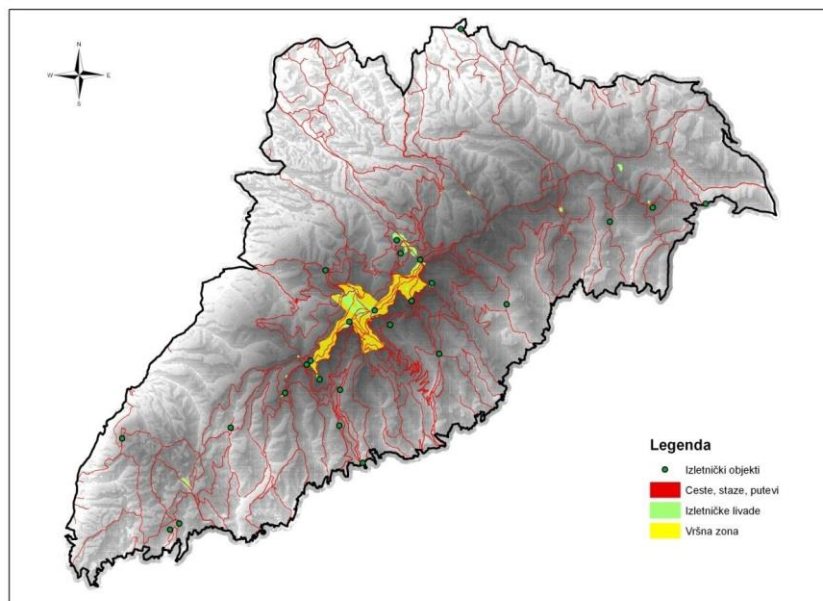 N
W E
S
Legenda
Izletnički objekti
Ceste, staze, putevi
Izletničke livade
Vršna zona